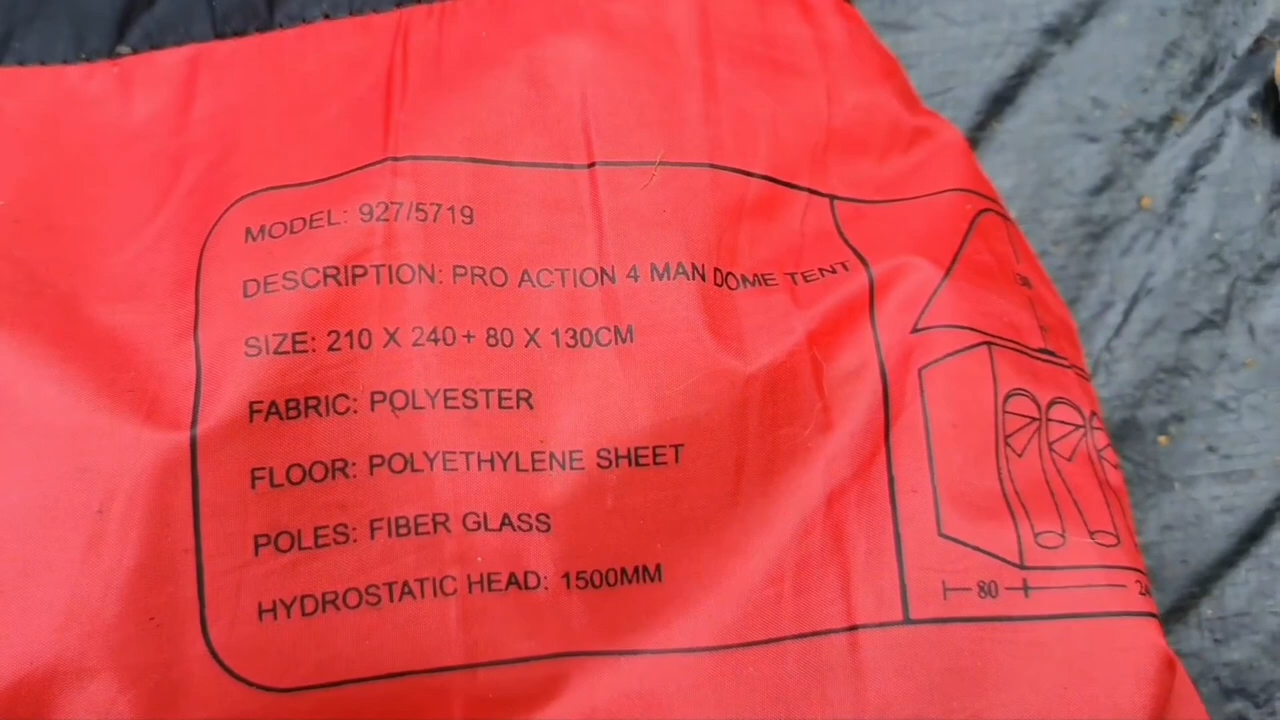 MODEL: 927/5719
DESCRIPTION: PRO ACTION 4 MAN DOME TENT
SIZE: 210 X 240+ 80 X 130CM
FABRIC: POLYESTER
FLOOR: POLYETHYLENE SHEET
POLES: FIBER GLASS
HYDROSTATIC HEAD: 1500MM
80